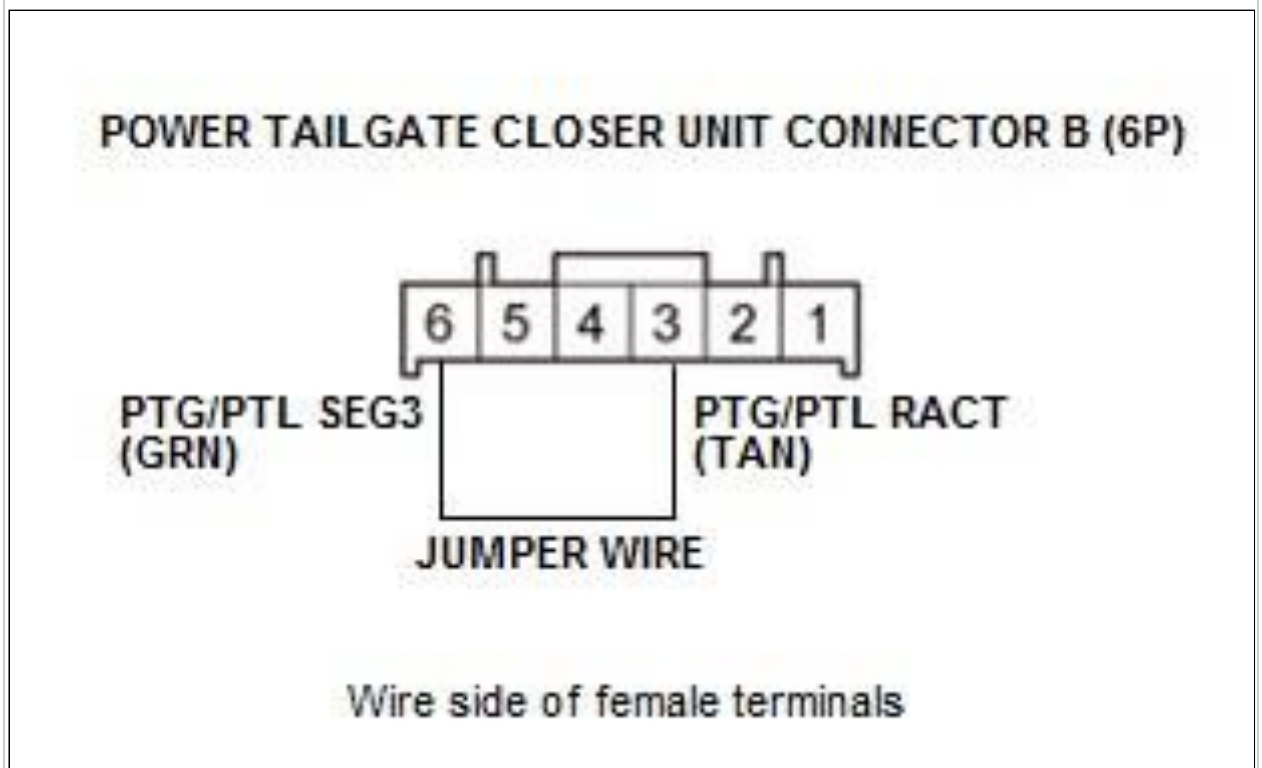 POWER TAILGATE CLOSER UNIT CONNECTOR B (6P)
6 5 4 3 2 1
PTG/PTL SEG3
(GRN)
PTG/PTL RACT
(TAN)
JUMPER WIRE
Wire side of female terminals